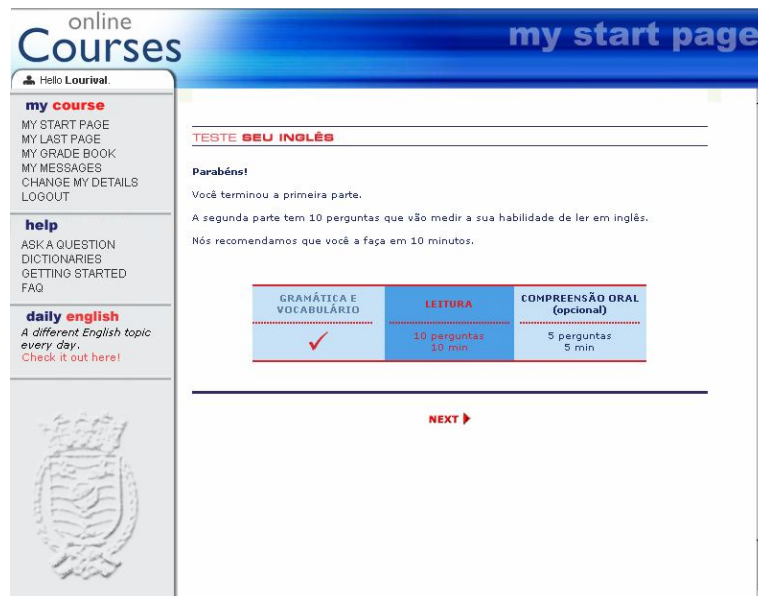 online
Courses
my start page
Hello Lourival.
my course
MY START PAGE
MY LAST PAGE
MY GRADE BOOK
MY MESSAGES
CHANGE MY DETAILS
LOGOUT
help
ASK A QUESTION
DICTIONARIES
GETTING STARTED
FAQ
daily english
A different English topic
every day.
Check it out here!
TESTE SEU INGLÊS
Parabéns!
Você terminou a primeira parte.
A segunda parte tem 10 perguntas que vão medir a sua habilidade de ler em inglês.
Nós recomendamos que você a faça em 10 minutos.
GRAMÁTICA E
VOCABULÁRIO
LEITURA
10 perguntas
10 min
COMPREENSÃO ORAL
(opcional)
5 perguntas
5 min
NEXT